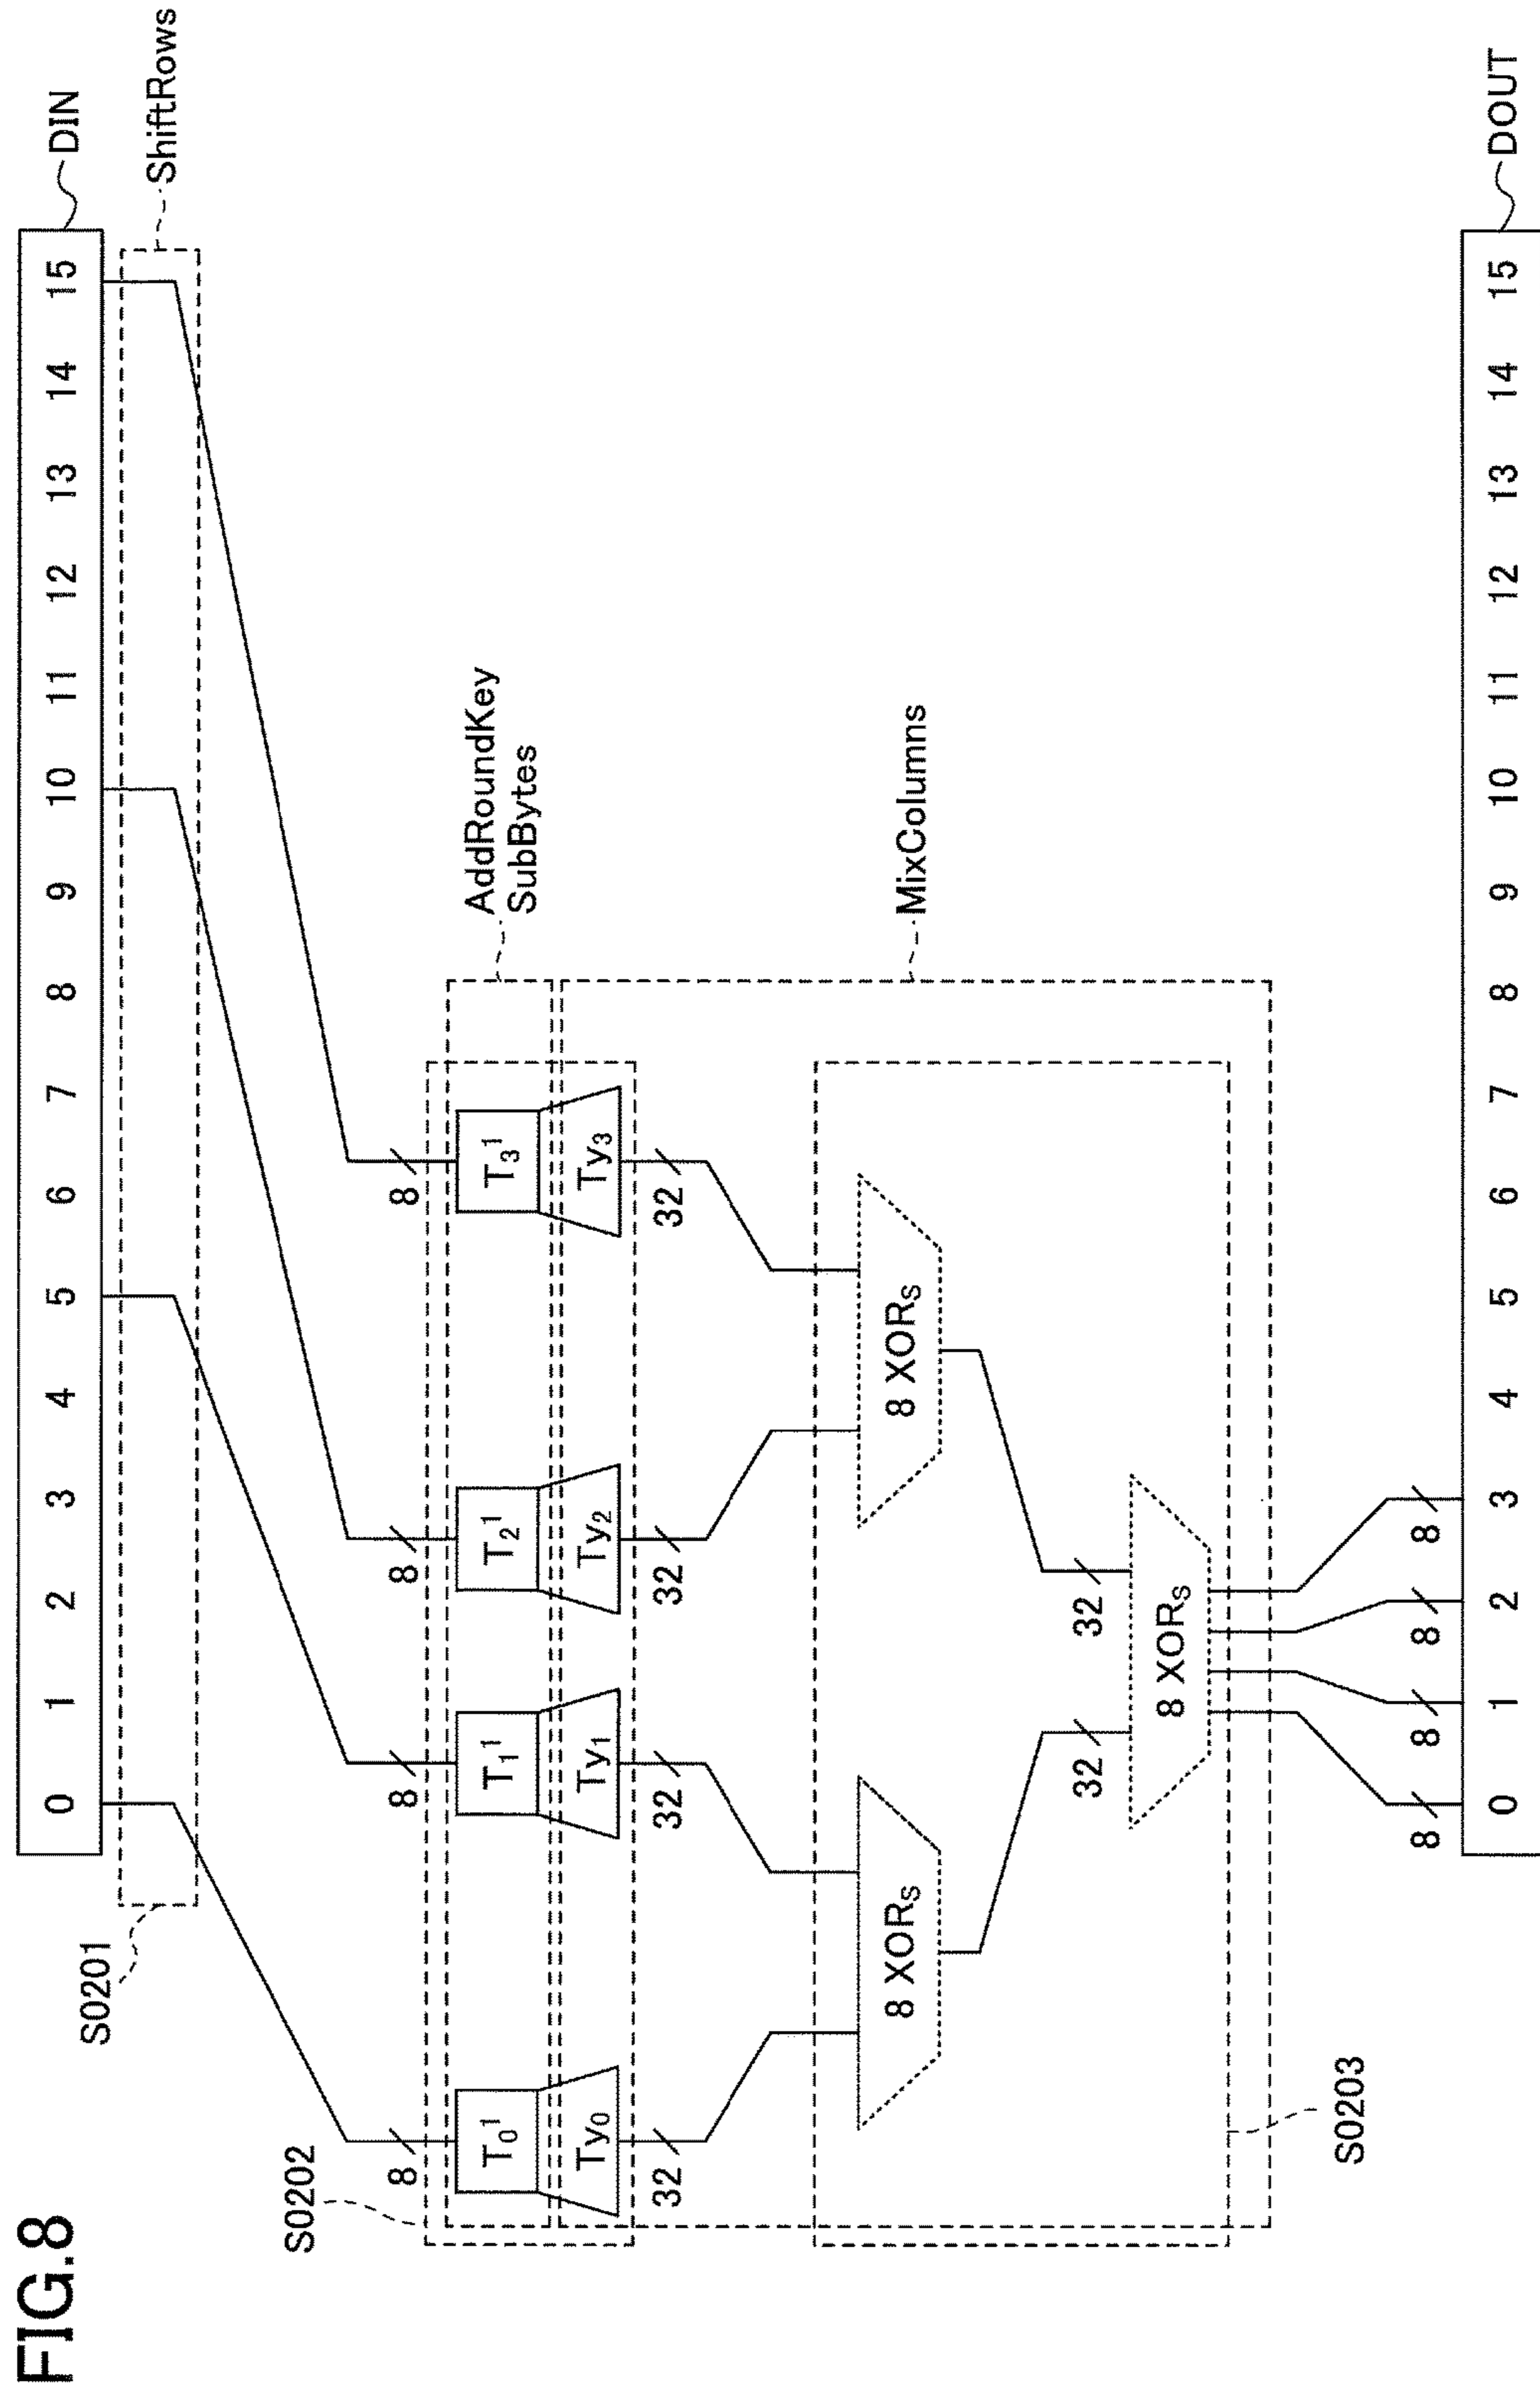 FIG.8
0 1 2 3 4 5 6 7 8 9 10 11 12 13 14 15
DIN
S0201
ShiftRows
S0202
8 8 8 8
T₀¹ T₁¹ T₂¹ T₃¹
AddRoundKey
SubBytes
Ty₀ Ty₁ Ty₂ Ty₃
32 32 32 32
MixColumns
8 XORS 8 XORS
32 32
8 XORS
S0203
8 8 8 8
0 1 2 3 4 5 6 7 8 9 10 11 12 13 14 15
DOUT